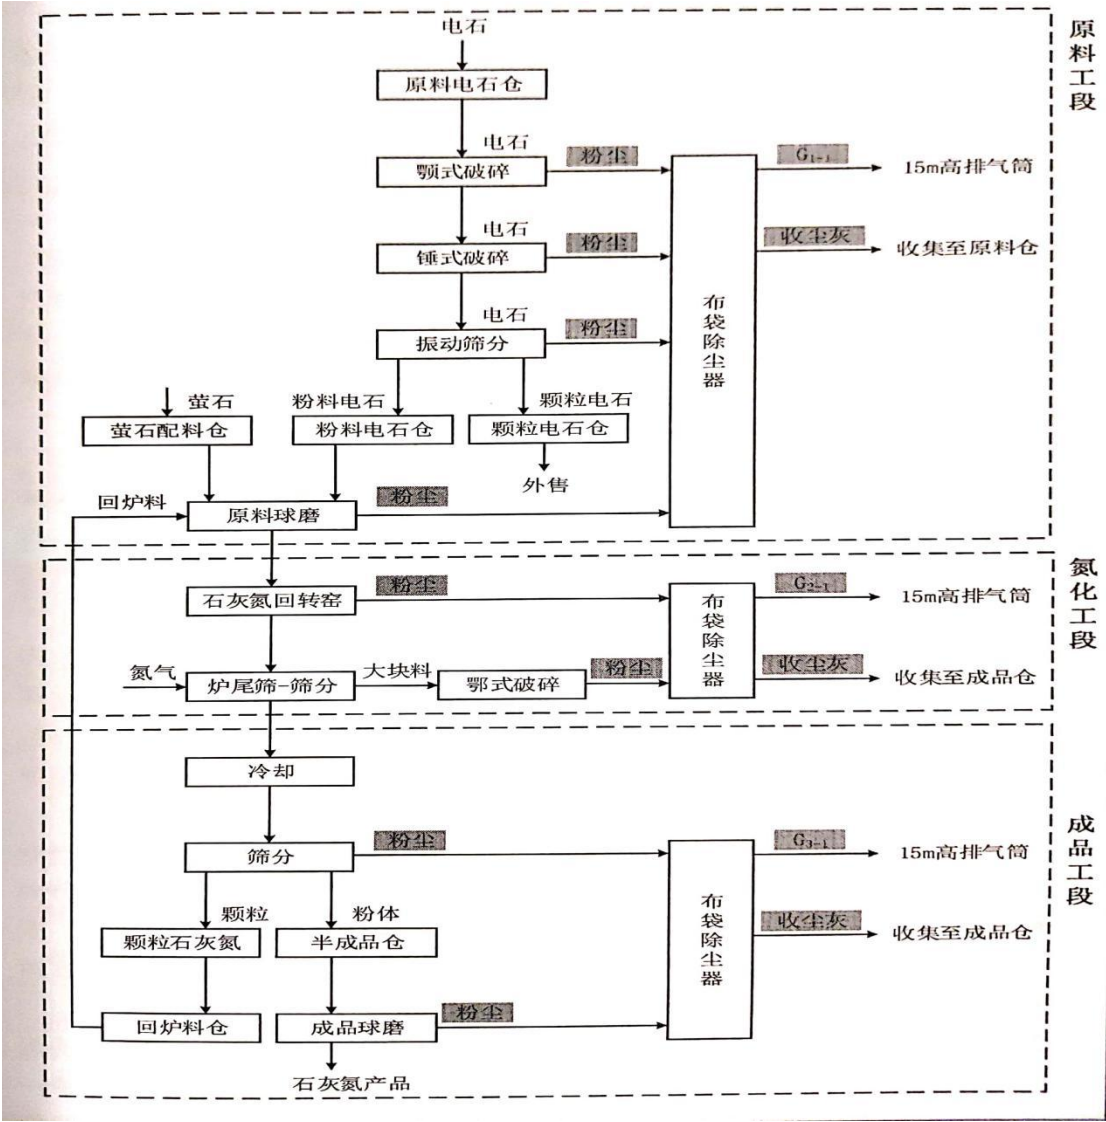 电石
原料工段
原料电石仓
电石
粉尘
G1-1
颚式破碎
15m高排气筒
电石
粉尘
收尘灰
锤式破碎
收集至原料仓
布袋除尘器
电石
粉尘
振动筛分
萤石
粉料电石
颗粒电石
萤石配料仓
粉料电石仓
颗粒电石仓
外售
回炉料
粉尘
原料球磨
氮化工段
粉尘
G2-1
石灰氮回转窑
布袋除尘器
15m高排气筒
氮气
大块料
粉尘
收尘灰
炉尾筛-筛分
鄂式破碎
收集至成品仓
冷却
成品工段
粉尘
G3-1
筛分
15m高排气筒
布袋除尘器
颗粒
粉体
收尘灰
颗粒石灰氮
半成品仓
收集至成品仓
粉尘
回炉料仓
成品球磨
石灰氮产品